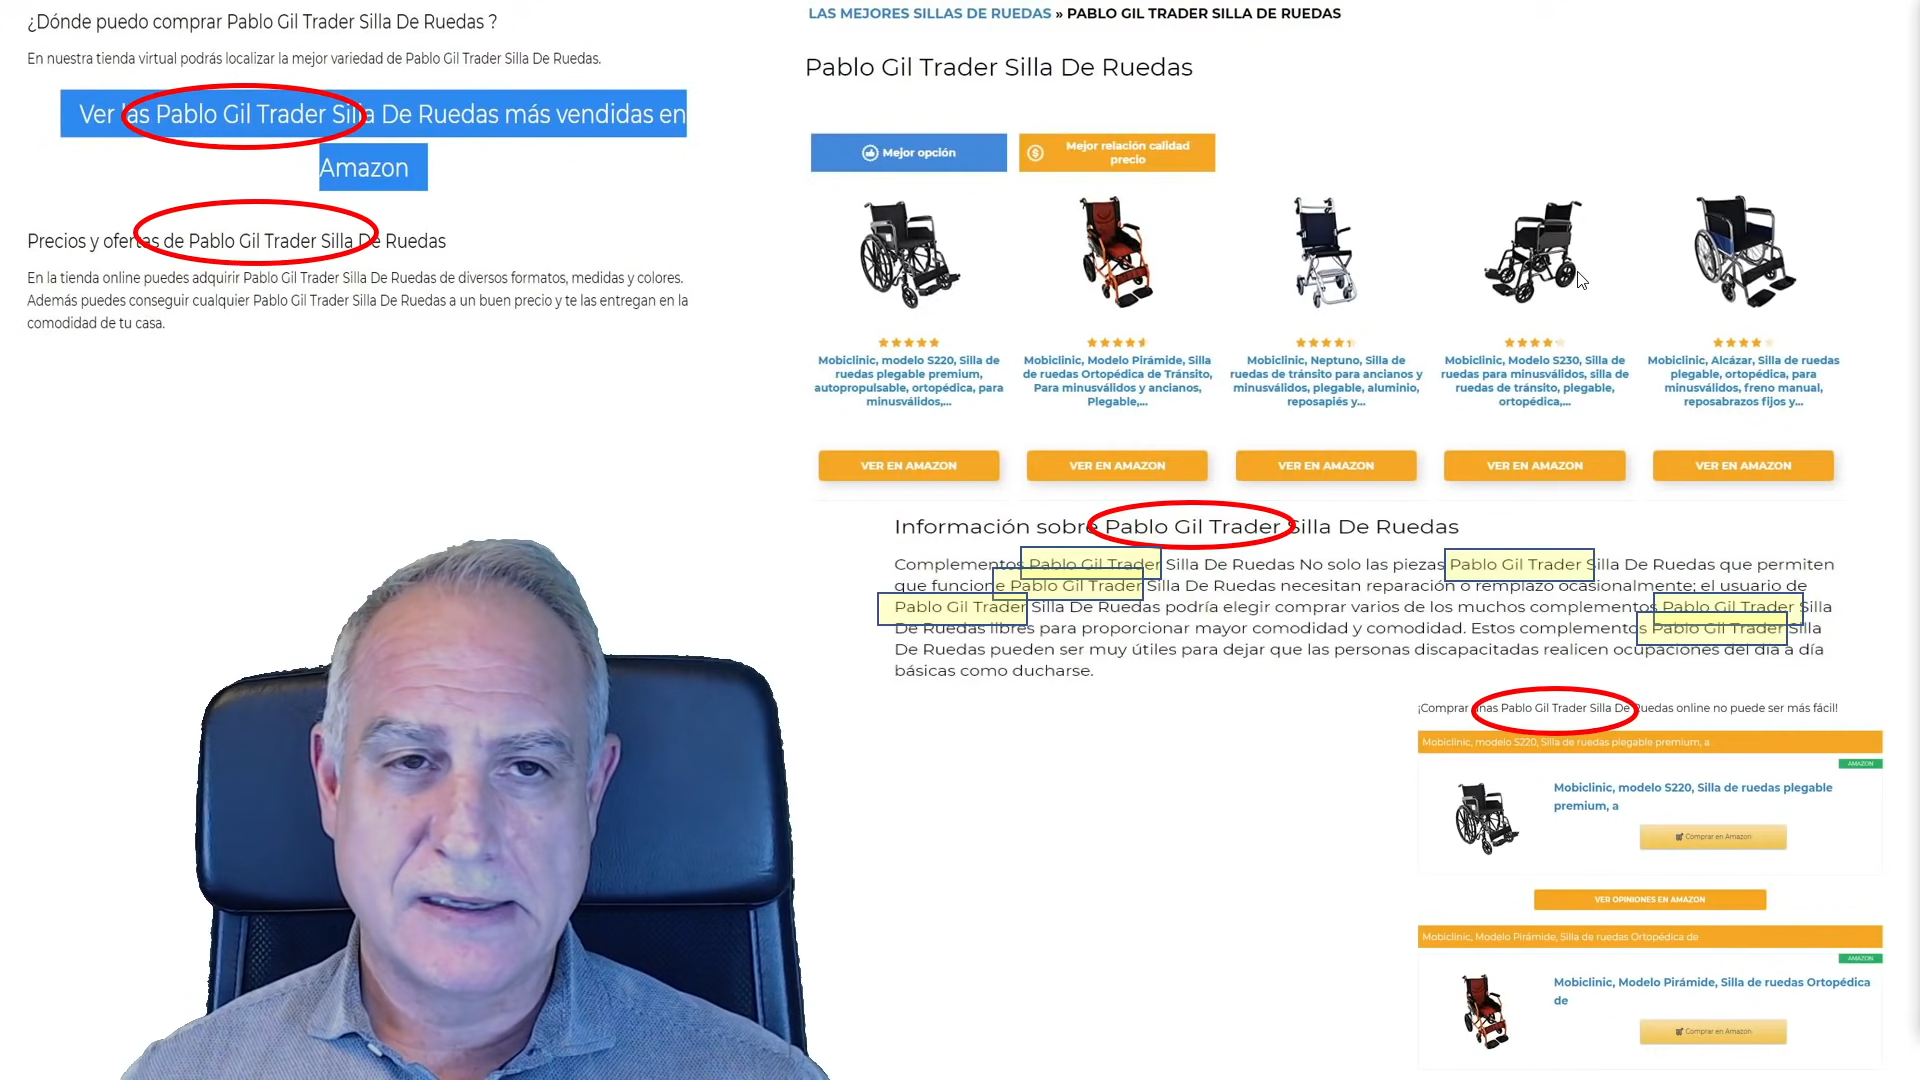 ¿Dónde puedo comprar Pablo Gil Trader Silla De Ruedas ?
En nuestra tienda virtual podrás localizar la mejor variedad de Pablo Gil Trader Silla De Ruedas.
Ver las Pablo Gil Trader Silla De Ruedas más vendidas en
Amazon
Precios y ofertas de Pablo Gil Trader Silla De Ruedas
En la tienda online puedes adquirir Pablo Gil Trader Silla De Ruedas de diversos formatos, medidas y colores.
Además puedes conseguir cualquier Pablo Gil Trader Silla De Ruedas a un buen precio y te las entregan en la
comodidad de tu casa.
LAS MEJORES SILLAS DE RUEDAS » PABLO GIL TRADER SILLA DE RUEDAS
Pablo Gil Trader Silla De Ruedas
Mejor opción
Mejor relación calidad
precio
Mobiclinic, modelo S220, Silla de
ruedas plegable premium,
autopropulsable, ortopédica, para
minusválidos,...
Mobiclinic, Modelo Pirámide, Silla
de ruedas Ortopédica de Tránsito,
Para minusválidos y ancianos,
Plegable,...
Mobiclinic, Neptuno, Silla de
ruedas de tránsito para ancianos y
minusválidos, plegable, aluminio,
reposapiés y...
Mobiclinic, Modelo S230, Silla de
ruedas para minusválidos, silla de
ruedas de tránsito, plegable,
ortopédica,...
Mobiclinic, Alcázar, Silla de ruedas
plegable, ortopédica, para
minusválidos, freno manual,
reposabrazos fijos y...
VER EN AMAZON
VER EN AMAZON
VER EN AMAZON
VER EN AMAZON
VER EN AMAZON
Información sobre Pablo Gil Trader Silla De Ruedas
Complementos Pablo Gil Trader Silla De Ruedas No solo las piezas Pablo Gil Trader Silla De Ruedas que permiten
que funcione Pablo Gil Trader Silla De Ruedas necesitan reparación o remplazo ocasionalmente; el usuario de
Pablo Gil Trader Silla De Ruedas podría elegir comprar varios de los muchos complementos Pablo Gil Trader Silla
De Ruedas libres para proporcionar mayor comodidad y comodidad. Estos complementos Pablo Gil Trader Silla
De Ruedas pueden ser muy útiles para dejar que las personas discapacitadas realicen ocupaciones del día a día
básicas como ducharse.
¡Comprar unas Pablo Gil Trader Silla De Ruedas online no puede ser más fácil!
Mobiclinic, modelo S220, Silla de ruedas plegable premium, a
AMAZON
Mobiclinic, modelo S220, Silla de ruedas plegable
premium, a
Comprar en Amazon
VER OPINIONES EN AMAZON
Mobiclinic, Modelo Pirámide, Silla de ruedas Ortopédica de
AMAZON
Mobiclinic, Modelo Pirámide, Silla de ruedas Ortopédica
de
Comprar en Amazon